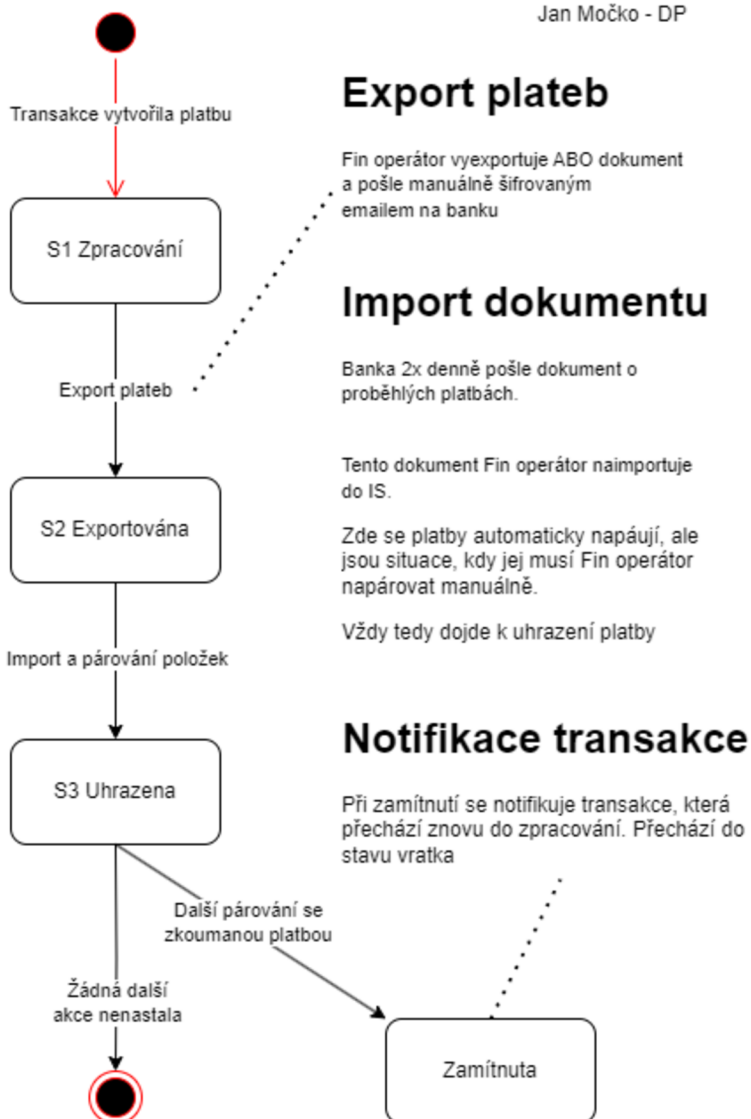 Jan Močko - DP
Transakce vytvořila platbu
Export plateb
Fin operátor vyexportuje ABO dokument
a pošle manuálně šifrovaným
emailem na banku
S1 Zpracování
Import dokumentu
Export plateb
Banka 2x denně pošle dokument o
proběhlých platbách.
Tento dokument Fin operátor naimportuje
do IS.
S2 Exportována
Zde se platby automaticky napáují, ale
jsou situace, kdy jej musí Fin operátor
napárovat manuálně.
Vždy tedy dojde k uhrazení platby
Import a párování položek
Notifikace transakce
S3 Uhrazena
Při zamítnutí se notifikuje transakce, která
přechází znovu do zpracování. Přechází do
stavu vratka
Další párování se
zkoumanou platbou
Žádná další
akce nenastala
Zamítnuta